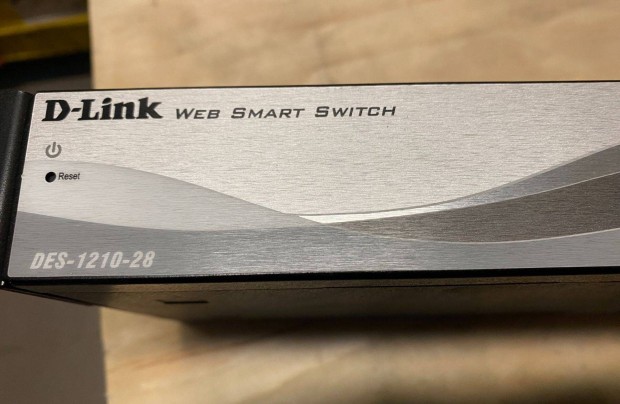 D-Link WEB SMART SWITCH
Reset
DES-1210-28